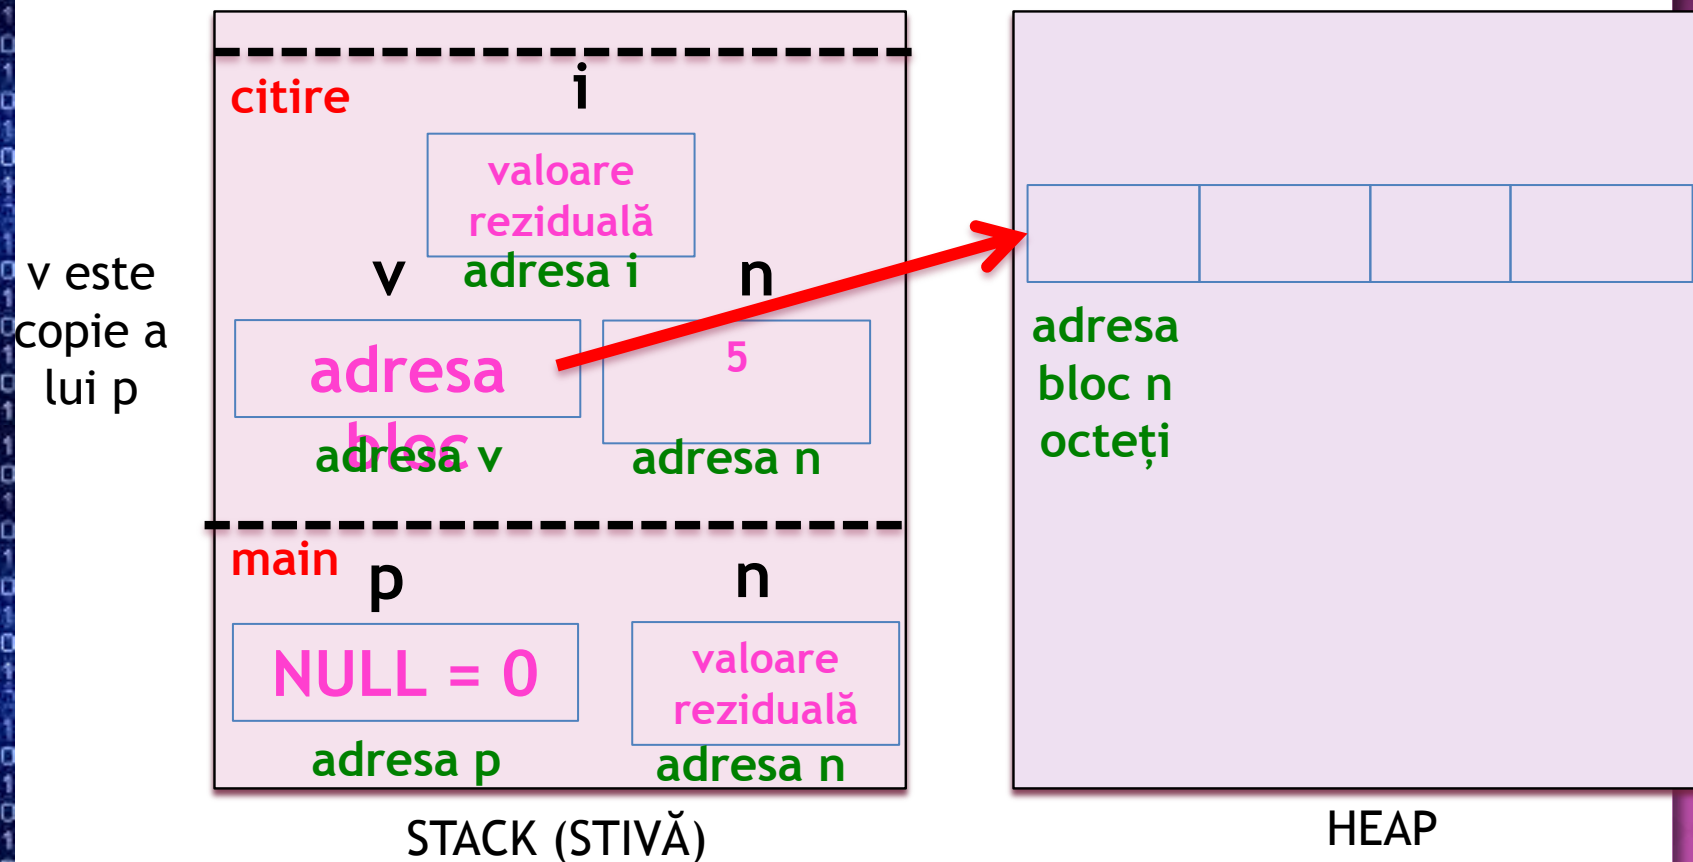 citire
i
valoare
reziduală
adresa i
v
n
v este
copie a
lui p
adresa
bloc
5
adresa v
adresa n
adresa
bloc n
octeți
main
p
n
NULL = 0
valoare
reziduală
adresa p
adresa n
STACK (STIVĂ)
HEAP